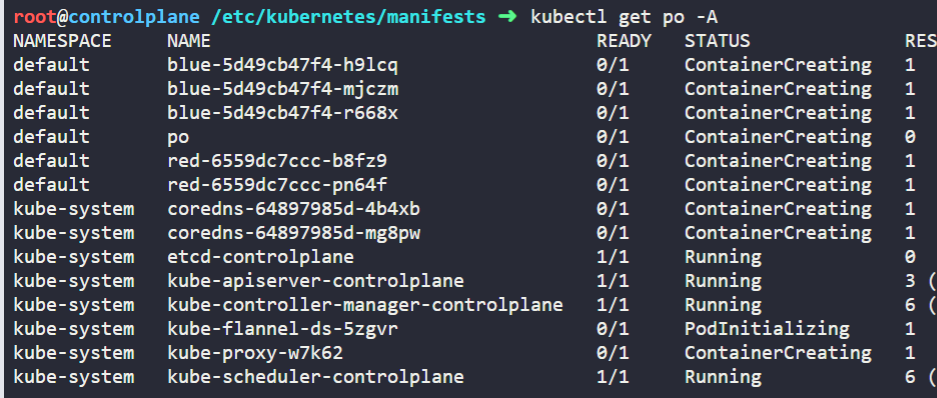 root@controlplane /etc/kubernetes/manifests ➜ kubectl get po -A
NAMESPACE NAME READY STATUS RES
default blue-5d49cb47f4-h9lcq 0/1 ContainerCreating 1
default blue-5d49cb47f4-mjczm 0/1 ContainerCreating 1
default blue-5d49cb47f4-r668x 0/1 ContainerCreating 1
default po 0/1 ContainerCreating 0
default red-6559dc7ccc-b8fz9 0/1 ContainerCreating 1
default red-6559dc7ccc-pn64f 0/1 ContainerCreating 1
kube-system coredns-64897985d-4b4xb 0/1 ContainerCreating 1
kube-system coredns-64897985d-mg8pw 0/1 ContainerCreating 1
kube-system etcd-controlplane 1/1 Running 0
kube-system kube-apiserver-controlplane 1/1 Running 3 (
kube-system kube-controller-manager-controlplane 1/1 Running 6 (
kube-system kube-flannel-ds-5zgvr 0/1 PodInitializing 1
kube-system kube-proxy-w7k62 0/1 ContainerCreating 1
kube-system kube-scheduler-controlplane 1/1 Running 6 (